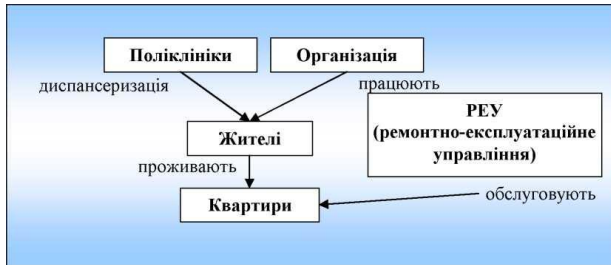 Поліклініки
Організація
диспансеризація
працюють
РЕУ
(ремонтно-експлуатаційне
управління)
Жителі
проживають
Квартири
обслуговують